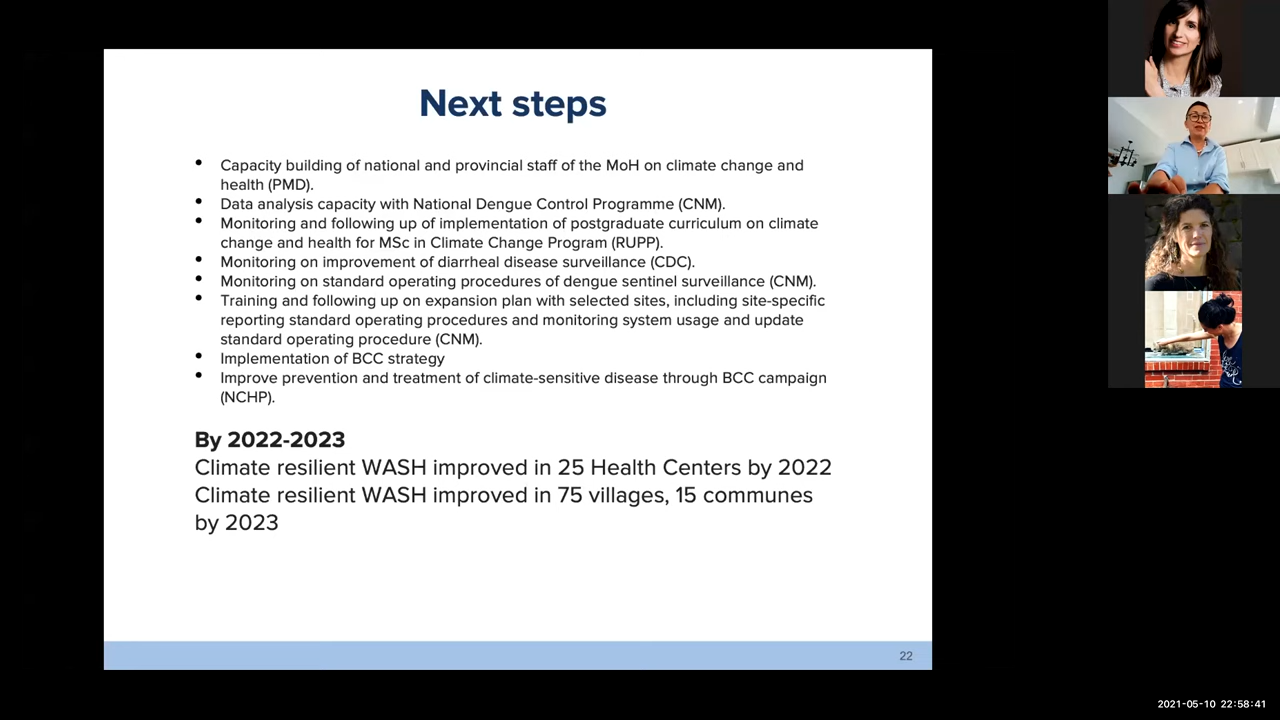 Next steps
• Capacity building of national and provincial staff of the MoH on climate change and
health (PMD).
• Data analysis capacity with National Dengue Control Programme (CNM).
• Monitoring and following up of implementation of postgraduate curriculum on climate
change and health for MSc in Climate Change Program (RUPP).
• Monitoring on improvement of diarrheal disease surveillance (CDC).
• Monitoring on standard operating procedures of dengue sentinel surveillance (CNM).
• Training and following up on expansion plan with selected sites, including site-specific
reporting standard operating procedures and monitoring system usage and update
standard operating procedure (CNM).
• Implementation of BCC strategy
• Improve prevention and treatment of climate-sensitive disease through BCC campaign
(NCHP).
By 2022-2023
Climate resilient WASH improved in 25 Health Centers by 2022
Climate resilient WASH improved in 75 villages, 15 communes
by 2023
22
2021-05-10 22:58:41